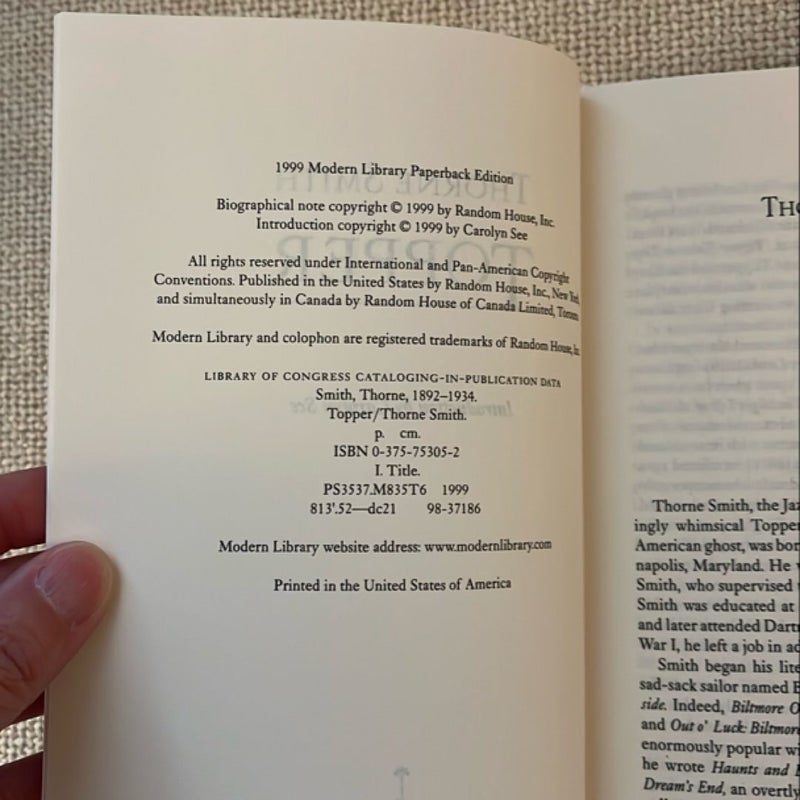 1999 Modern Library Paperback Edition
Biographical note copyright © 1999 by Random House, Inc.
Introduction copyright © 1999 by Carolyn See
All rights reserved under International and Pan-American Copyright
Conventions. Published in the United States by Random House, Inc., New York,
and simultaneously in Canada by Random House of Canada Limited, Toronto
Modern Library and colophon are registered trademarks of Random House, Inc.
LIBRARY OF CONGRESS CATALOGING-IN-PUBLICATION DATA
Smith, Thorne, 1892–1934.
Topper/Thorne Smith.
p. cm.
ISBN 0-375-75305-2
I. Title.
PS3537.M835T6 1999
813'.52—dc21 98-37186
Modern Library website address: www.modernlibrary.com
Printed in the United States of America
THO
Thorne Smith, the Jaz
ingly whimsical Topper
American ghost, was bor
napolis, Maryland. He
Smith, who supervised
Smith was educated at
and later attended Dart
War I, he left a job in ad
Smith began his lite
sad-sack sailor named B
side. Indeed, Biltmore O
and Out o' Luck: Biltmore
enormously popular wi
he wrote Haunts and B
Dream's End, an overtly